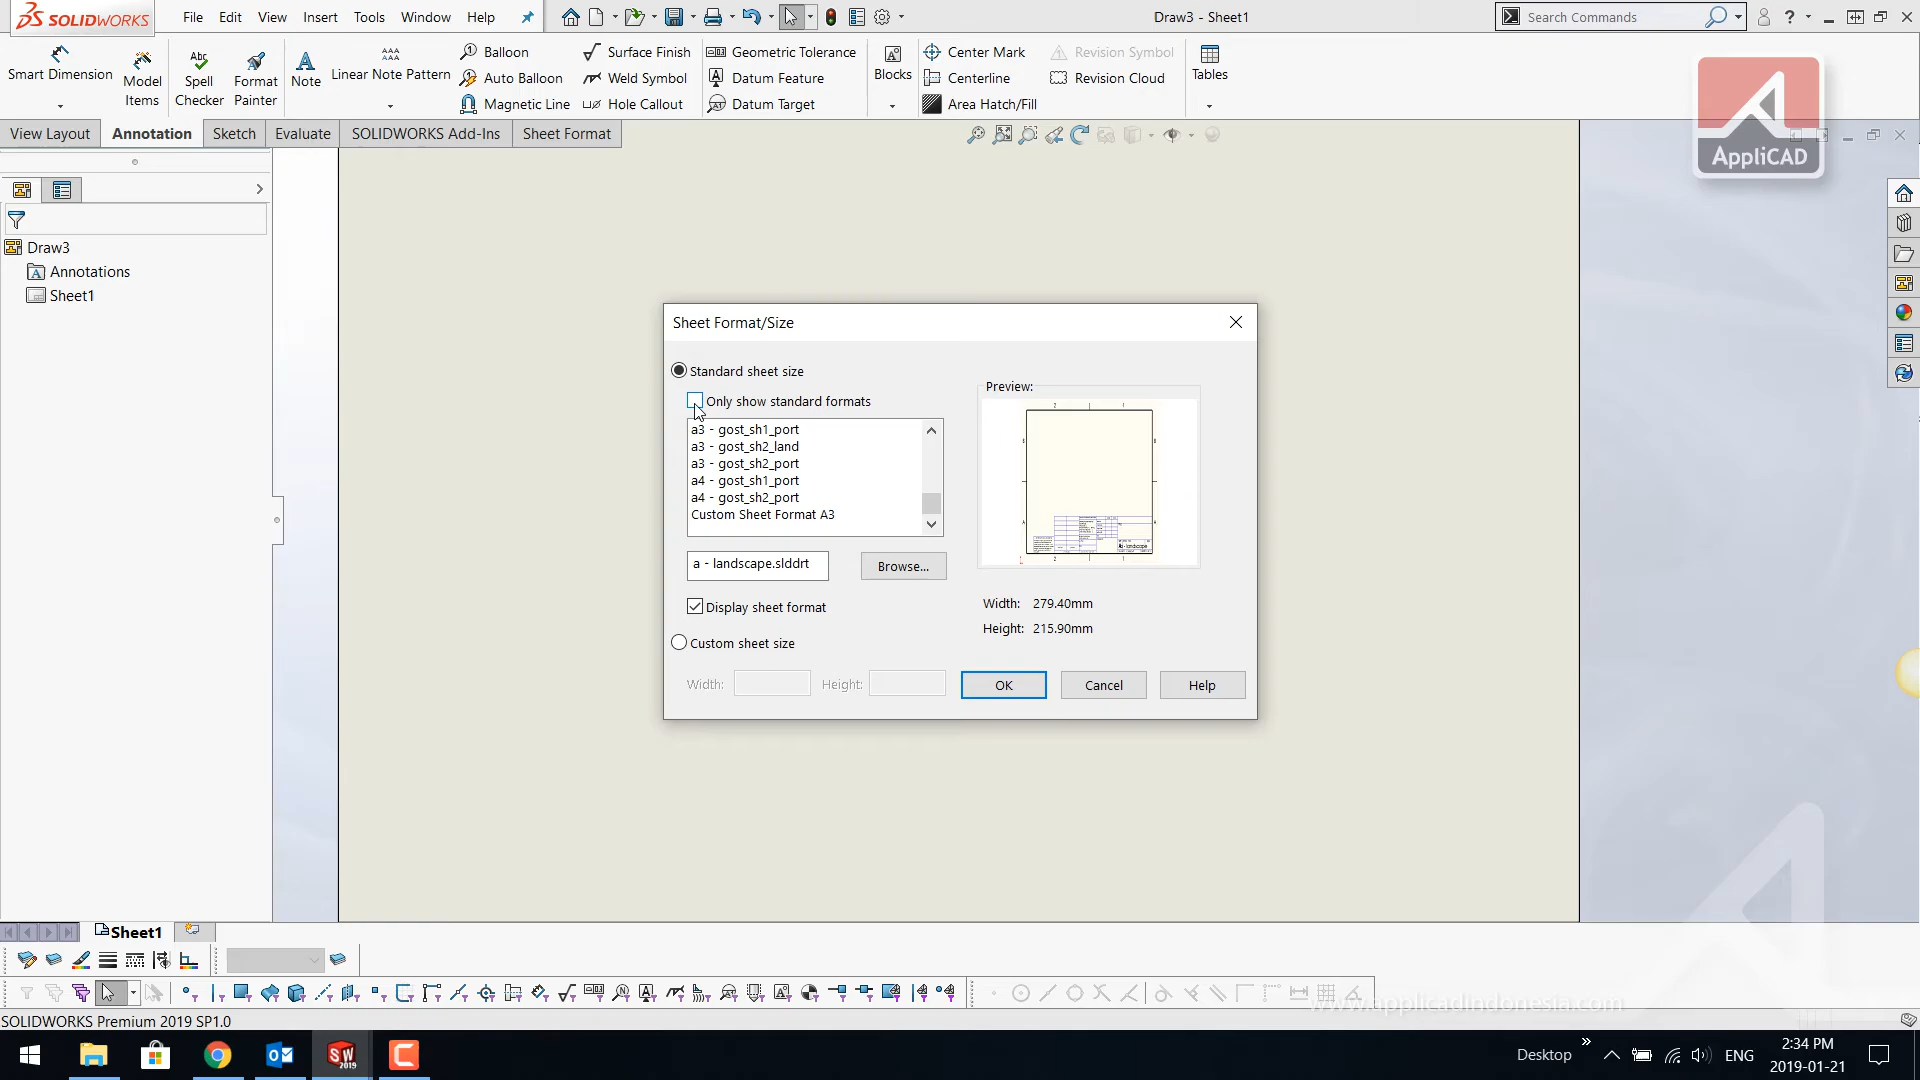 SOLIDWORKS
File Edit View Insert Tools Window Help
Draw3 - Sheet1
Search Commands
Smart Dimension
Model Items
Spell Checker
Format Painter
Note
Linear Note Pattern
Balloon
Auto Balloon
Magnetic Line
Surface Finish
Weld Symbol
Hole Callout
Geometric Tolerance
Datum Feature
Datum Target
Blocks
Center Mark
Centerline
Area Hatch/Fill
Revision Symbol
Revision Cloud
Tables
AppliCAD
View Layout Annotation Sketch Evaluate SOLIDWORKS Add-Ins Sheet Format
Draw3
Annotations
Sheet1
Sheet Format/Size
Standard sheet size
Only show standard formats
a3 - gost_sh1_port
a3 - gost_sh2_land
a3 - gost_sh2_port
a4 - gost_sh1_port
a4 - gost_sh2_port
Custom Sheet Format A3
a - landscape.slddrt
Browse...
Display sheet format
Custom sheet size
Width:
Height:
Preview:
Width: 279.40mm
Height: 215.90mm
OK
Cancel
Help
Sheet1
www.applicadindonesia.com
SOLIDWORKS Premium 2019 SP1.0
SW 2019
Desktop
ENG
2:34 PM
2019-01-21